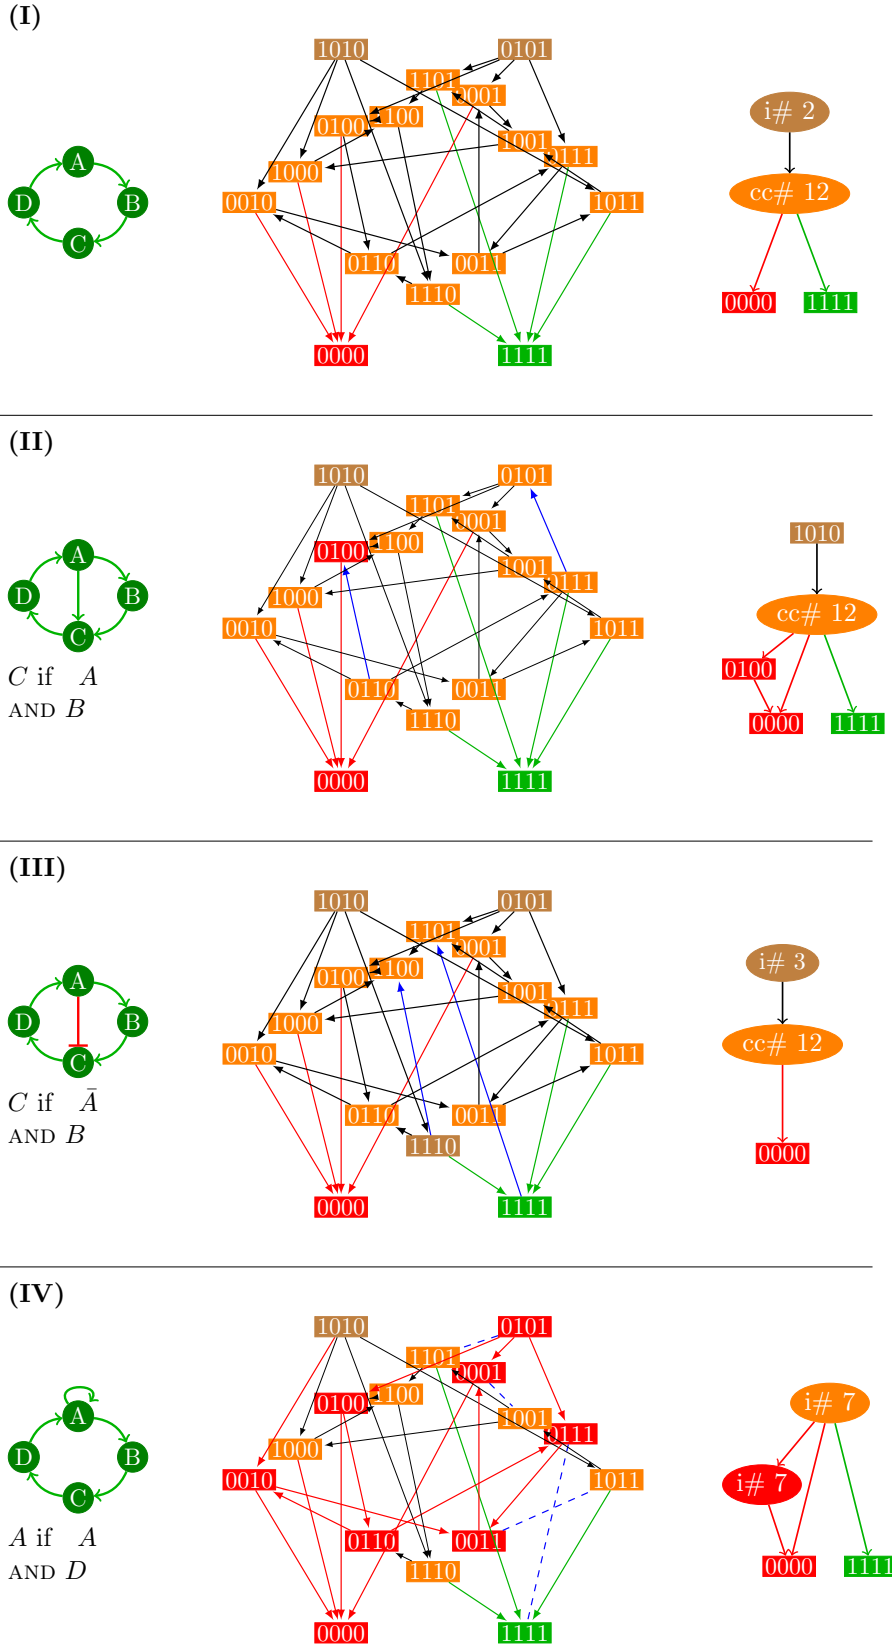 (I)
1010 0101
1101
0001
1100
0100
1001
0111
1000
0010 1011
0110 0011
1110
0000 1111
A
D B
C
i# 2
cc# 12
0000 1111
(II)
1010 0101
1101
0001
1100
0100
1001
0111
1000
0010 1011
0110 0011
1110
0000 1111
A
D B
C
C if A
AND B
1010
cc# 12
0100
0000 1111
(III)
1010 0101
1101
0001
1100
0100
1001
0111
1000
0010 1011
0110 0011
1110
0000 1111
A
D B
C
C if Ā
AND B
i# 3
cc# 12
0000
(IV)
1010 0101
1101
0001
1100
0100
1001
0111
1000
0010 1011
0110 0011
1110
0000 1111
A
D B
C
A if A
AND D
i# 7
i# 7
0000 1111